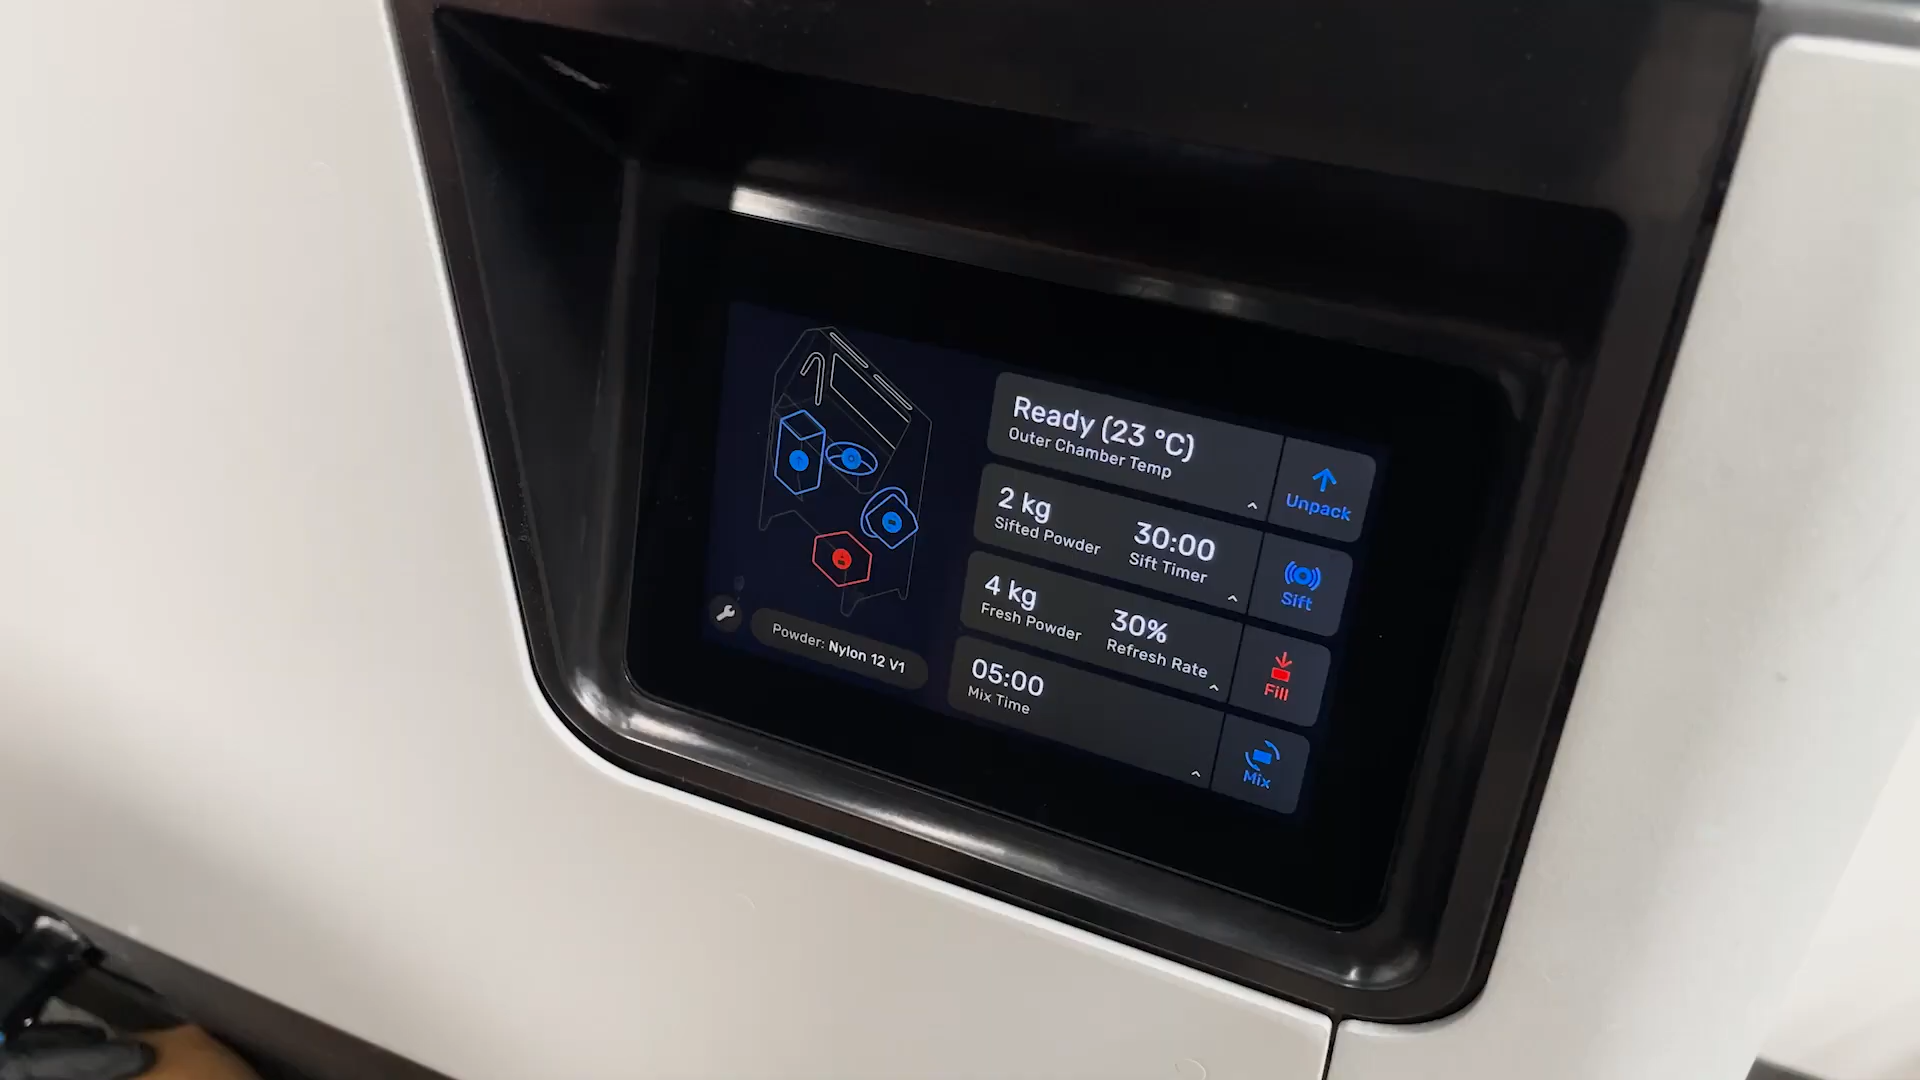 Ready (23 °C)
Outer Chamber Temp
Unpack
2 kg
Sifted Powder
30:00
Sift Timer
Sift
4 kg
Fresh Powder
30%
Refresh Rate
Fill
05:00
Mix Time
Mix
Powder: Nylon 12 V1